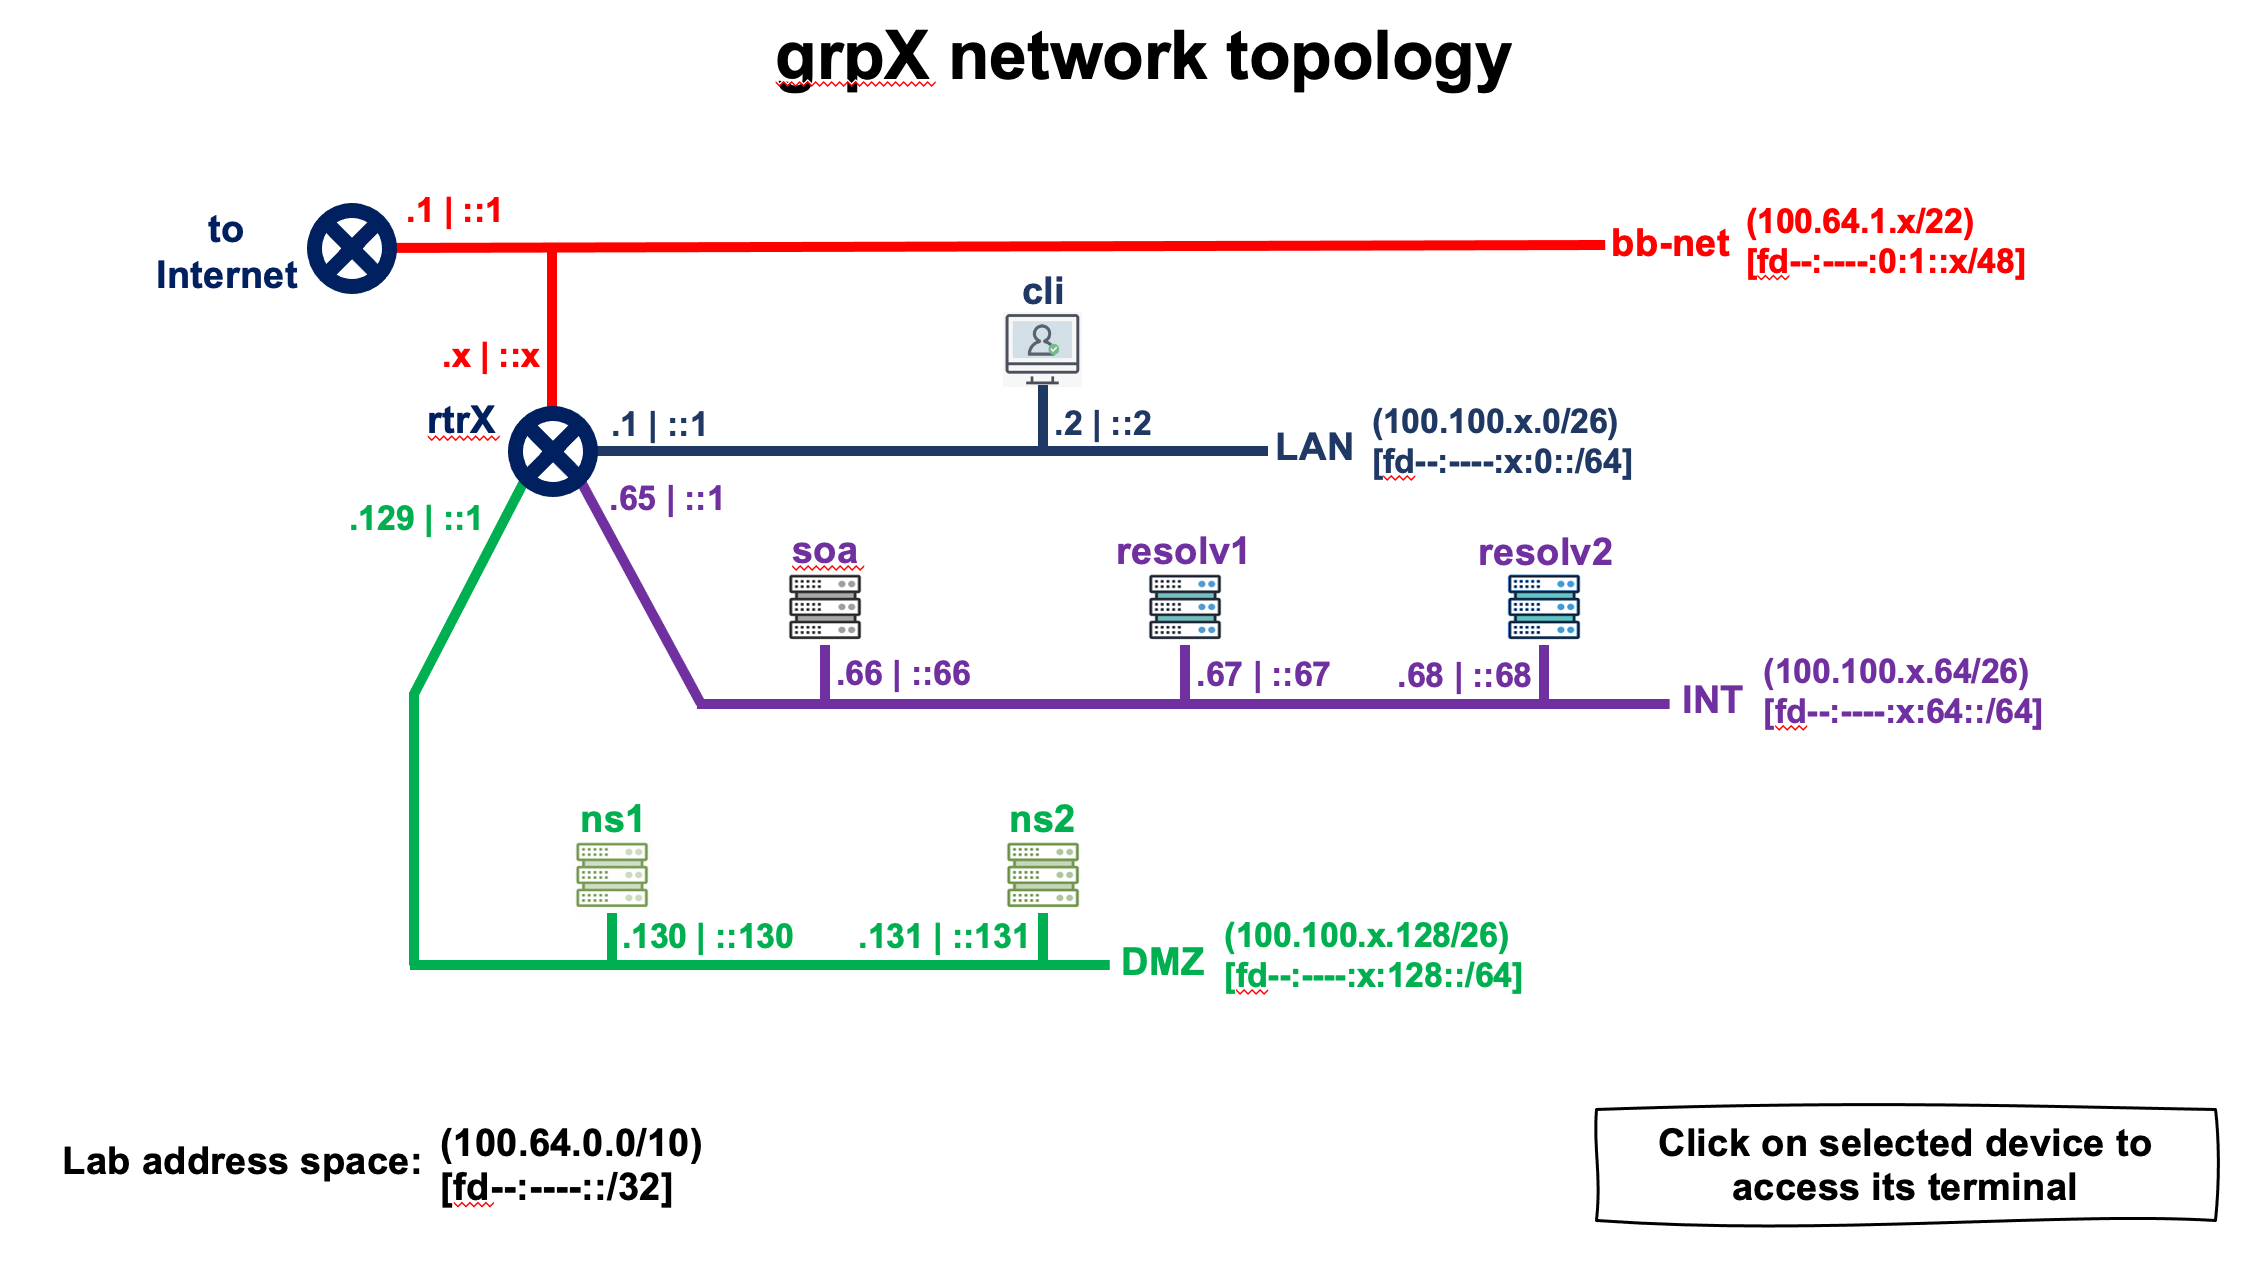 grpX network topology
to
Internet
.1 | ::1
bb-net
(100.64.1.x/22)
[fd--:----:0:1::x/48]
cli
.x | ::x
rtrX
.1 | ::1
.2 | ::2
LAN
(100.100.x.0/26)
[fd--:----:x:0::/64]
.129 | ::1
.65 | ::1
soa
resolv1
resolv2
.66 | ::66
.67 | ::67
.68 | ::68
INT
(100.100.x.64/26)
[fd--:----:x:64::/64]
ns1
ns2
.130 | ::130
.131 | ::131
DMZ
(100.100.x.128/26)
[fd--:----:x:128::/64]
Lab address space:
(100.64.0.0/10)
[fd--:----::/32]
Click on selected device to
access its terminal